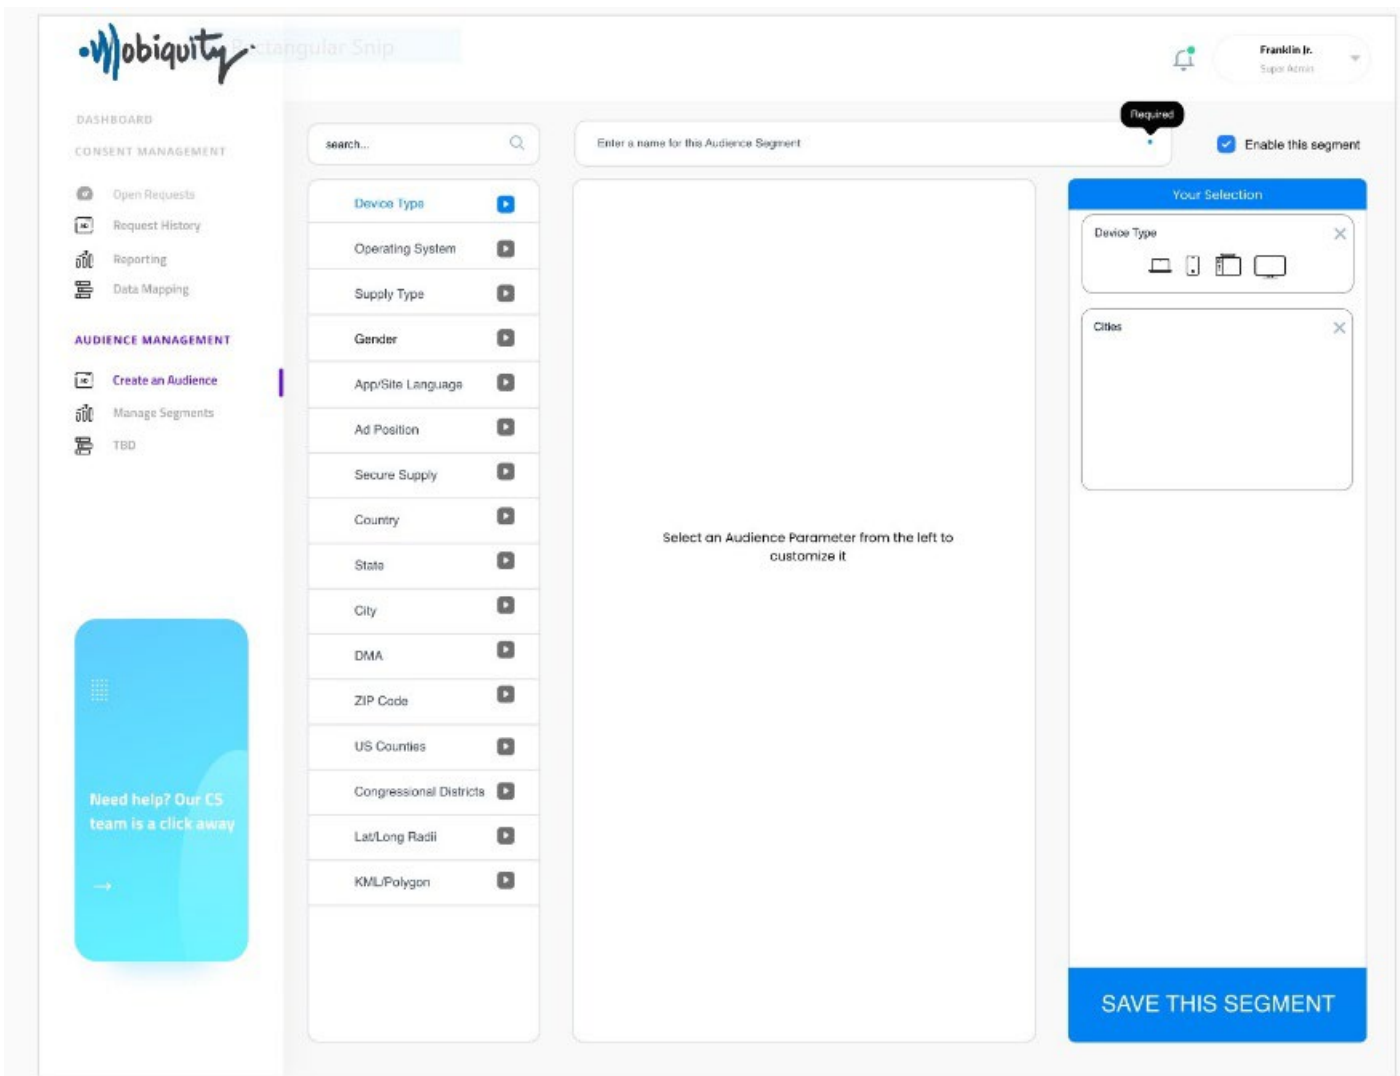 Mobiquity
Rectangular Snip
Franklin Jr.
Super Admin
DASHBOARD
CONSENT MANAGEMENT
Open Requests
Request History
Reporting
Data Mapping
AUDIENCE MANAGEMENT
Create an Audience
Manage Segments
TBD
Need help? Our CS
team is a click away
search...
Device Type
Operating System
Supply Type
Gender
App/Site Language
Ad Position
Secure Supply
Country
State
City
DMA
ZIP Code
US Counties
Congressional Districts
Lat/Long Radii
KML/Polygon
Enter a name for this Audience Segment
Required
Select an Audience Parameter from the left to
customize it
Enable this segment
Your Selection
Device Type
Cities
SAVE THIS SEGMENT